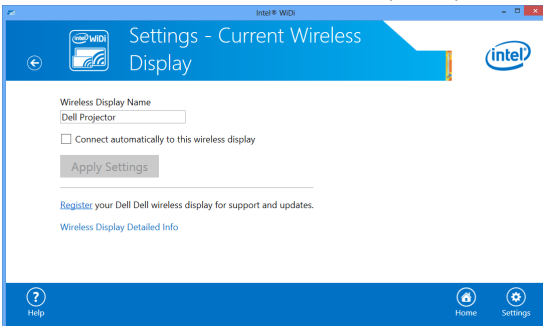 Intel® WiDi
intel WiDi
Settings - Current Wireless
Display
intel
Wireless Display Name
Dell Projector
Connect automatically to this wireless display
Apply Settings
Register your Dell Dell wireless display for support and updates.
Wireless Display Detailed Info
?
Help
Home
Settings